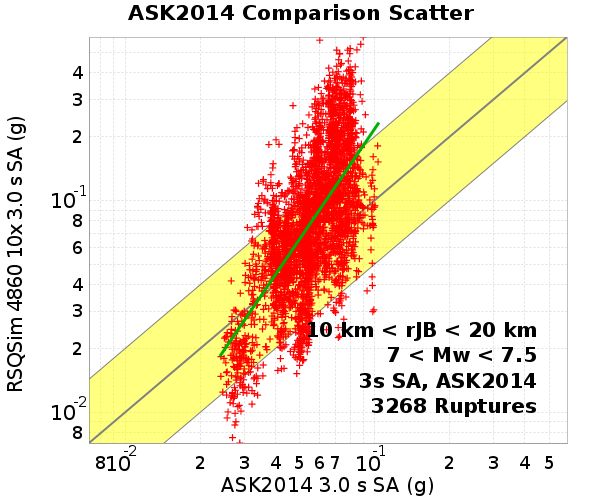 ASK2014 Comparison Scatter
RSQSim 4860 10x 3.0 s SA (g)
4
3
2
10-1
8
6
4
3
2
10-2
8
10 km < rJB < 20 km
7 < Mw < 7.5
3s SA, ASK2014
3268 Ruptures
8 10-2 2 3 4 5 6 7 10-1 2 3 4 5
ASK2014 3.0 s SA (g)